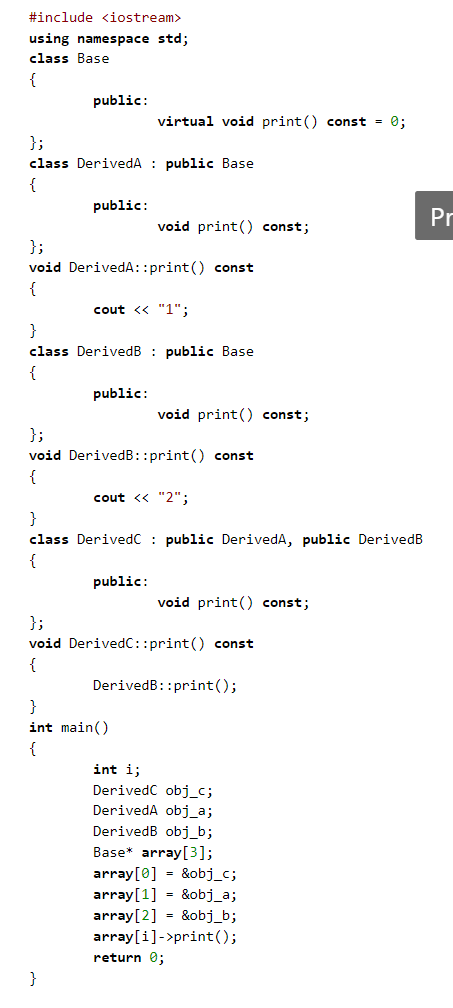 #include <iostream>
using namespace std;
class Base
{
        public:
                virtual void print() const = 0;
};
class DerivedA : public Base
{
        public:
                void print() const;
};
void DerivedA::print() const
{
        cout << "1";
}
class DerivedB : public Base
{
        public:
                void print() const;
};
void DerivedB::print() const
{
        cout << "2";
}
class DerivedC : public DerivedA, public DerivedB
{
        public:
                void print() const;
};
void DerivedC::print() const
{
        DerivedB::print();
}
int main()
{
        int i;
        DerivedC obj_c;
        DerivedA obj_a;
        DerivedB obj_b;
        Base* array[3];
        array[0] = &obj_c;
        array[1] = &obj_a;
        array[2] = &obj_b;
        array[i]->print();
        return 0;
}
Pr